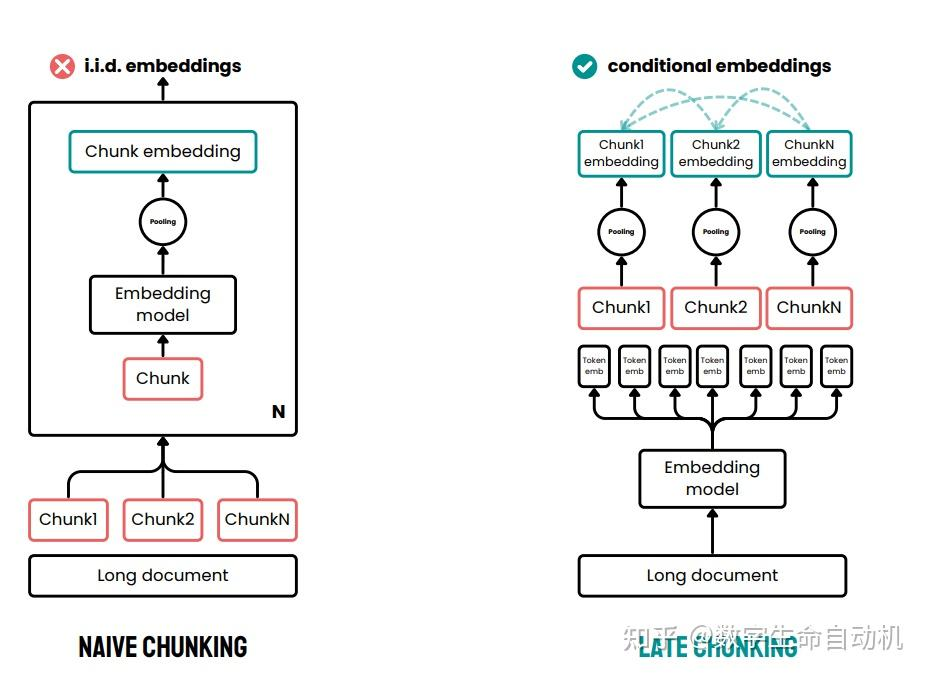 i.i.d. embeddings
Chunk embedding
Pooling
Embedding
model
Chunk
N
Chunk1
Chunk2
ChunkN
Long document
NAIVE CHUNKING
conditional embeddings
Chunk1
embedding
Chunk2
embedding
ChunkN
embedding
Pooling
Pooling
Pooling
Chunk1
Chunk2
ChunkN
Token
emb
Token
emb
Token
emb
Token
emb
Token
emb
Token
emb
Token
emb
Embedding
model
Long document
LATE CHUNKING
知乎 @数字生命自动机